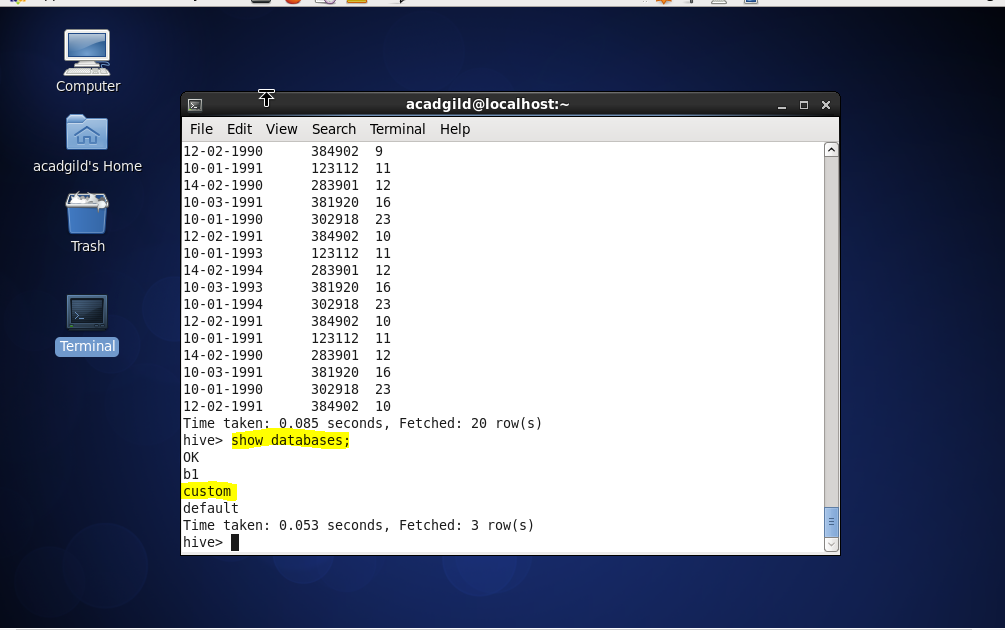 Computer
acadgild's Home
Trash
Terminal
acadgild@localhost:~
File Edit View Search Terminal Help
12-02-1990 384902 9
10-01-1991 123112 11
14-02-1990 283901 12
10-03-1991 381920 16
10-01-1990 302918 23
12-02-1991 384902 10
10-01-1993 123112 11
14-02-1994 283901 12
10-03-1993 381920 16
10-01-1994 302918 23
12-02-1991 384902 10
10-01-1991 123112 11
14-02-1990 283901 12
10-03-1991 381920 16
10-01-1990 302918 23
12-02-1991 384902 10
Time taken: 0.085 seconds, Fetched: 20 row(s)
hive> show databases;
OK
b1
custom
default
Time taken: 0.053 seconds, Fetched: 3 row(s)
hive>